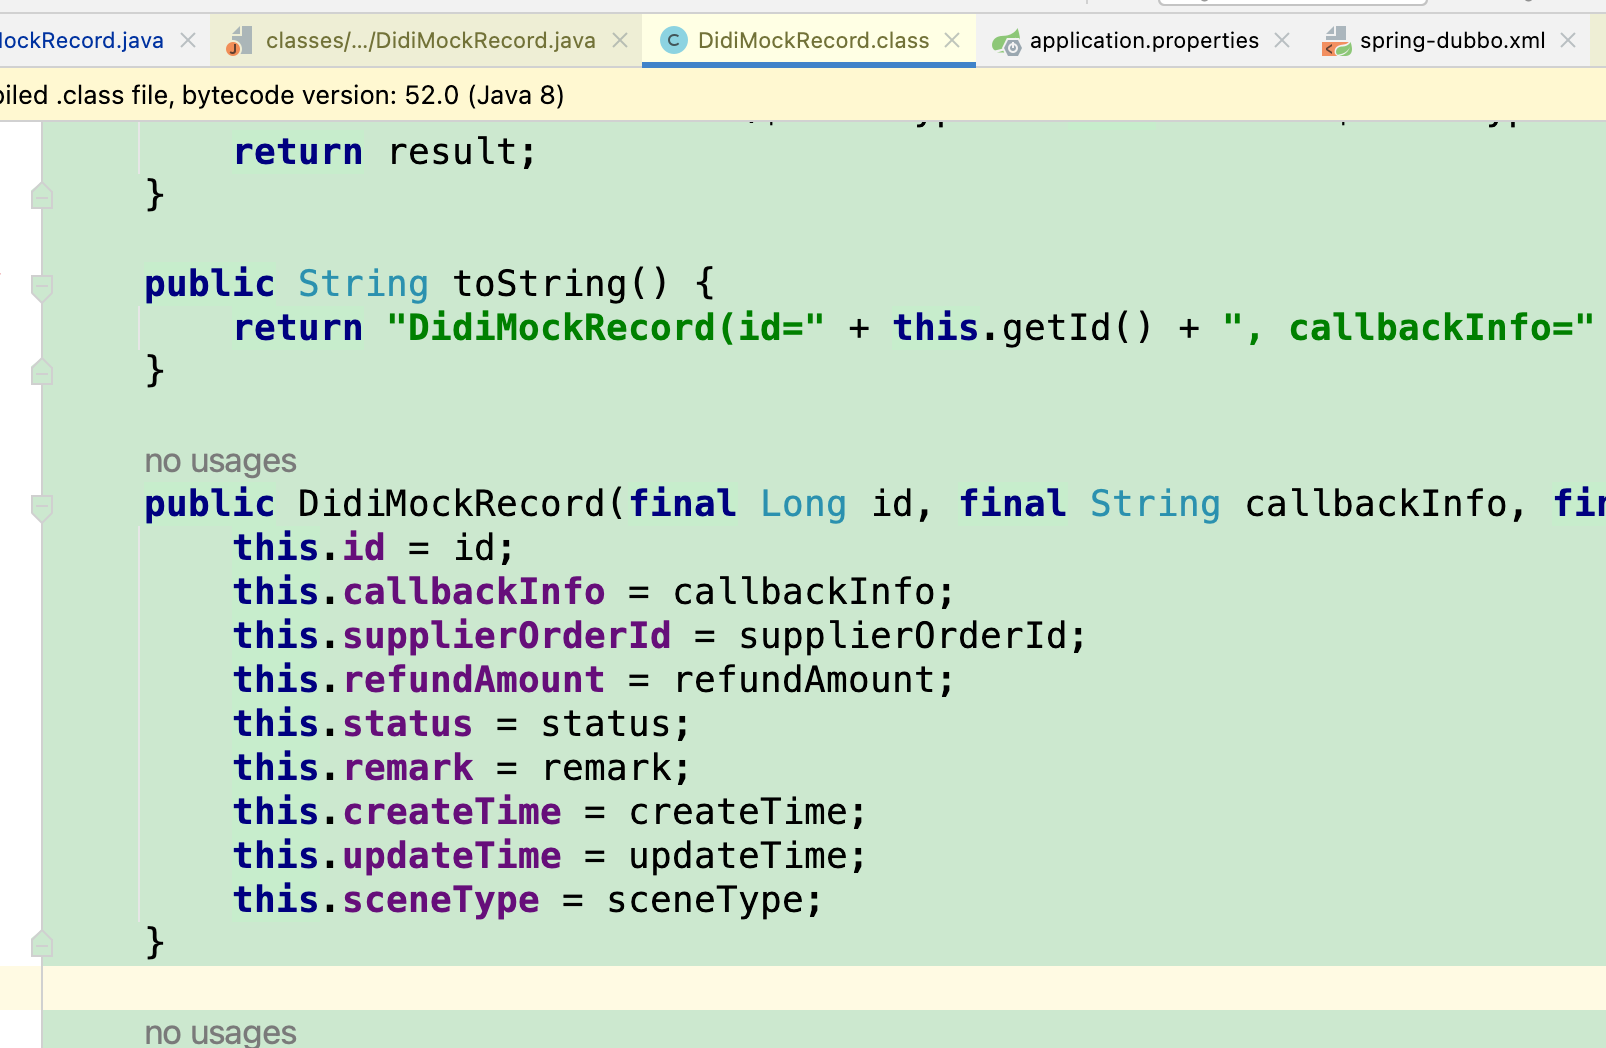 ockRecord.java
classes/.../DidiMockRecord.java
DidiMockRecord.class
application.properties
spring-dubbo.xml
piled .class file, bytecode version: 52.0 (Java 8)
return result;
}
public String toString() {
return "DidiMockRecord(id=" + this.getId() + ", callbackInfo="
}
no usages
public DidiMockRecord(final Long id, final String callbackInfo, fin
this.id = id;
this.callbackInfo = callbackInfo;
this.supplierOrderId = supplierOrderId;
this.refundAmount = refundAmount;
this.status = status;
this.remark = remark;
this.createTime = createTime;
this.updateTime = updateTime;
this.sceneType = sceneType;
}
no usages